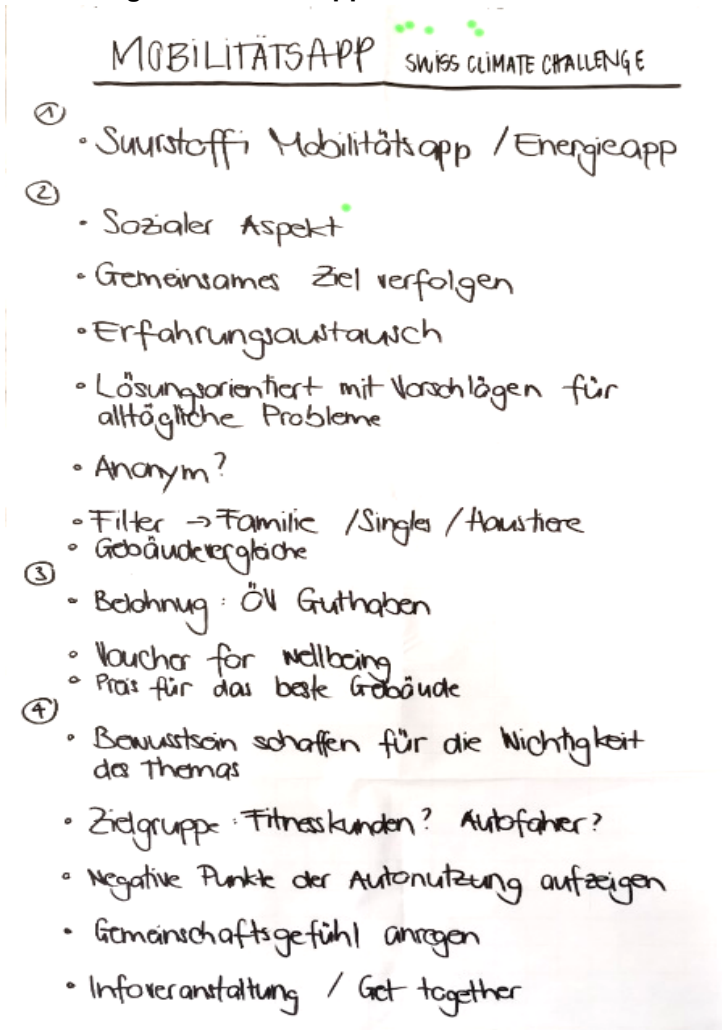 MOBILITÄTSAPP SWISS CLIMATE CHALLENGE
①
• Suurstoffi Mobilitätsapp / Energieapp
②
• Sozialer Aspekt
• Gemeinsames Ziel verfolgen
• Erfahrungsaustausch
• Lösungsorientiert mit Vorschlägen für
alltägliche Probleme
• Anonym?
• Filter → Familie / Singles / Haustiere
• Gebäudevergleiche
③
• Belohnug : ÖV Guthaben
• Voucher for wellbeing
• Preis für das beste Gebäude
④
• Bewusstsein schaffen für die Wichtigkeit
des Themas
• Zielgruppe : Fitnesskunden? Autofahrer?
• Negative Punkte der Autonutzung aufzeigen
• Gemeinschaftsgefühl anregen
• Infoveranstaltung / Get together